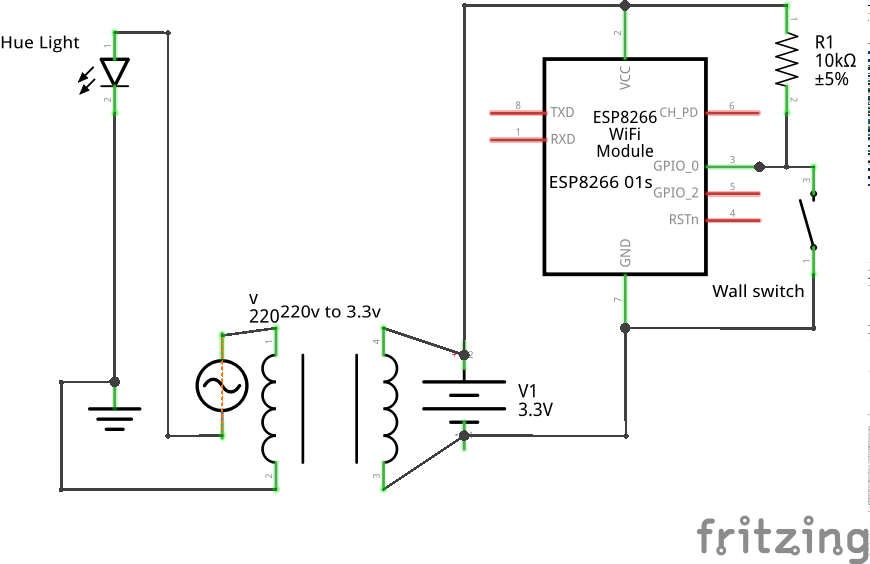 Hue Light
1
2
v
220
220v to 3.3v
1
2
4
3
V1
3.3V
2
VCC
ESP8266
WiFi
Module
ESP8266 01s
8
TXD
1
RXD
CH_PD
6
GPIO_0
3
GPIO_2
5
RSTn
4
GND
7
1
R1
10kΩ
±5%
2
3
1
Wall switch
fritzing